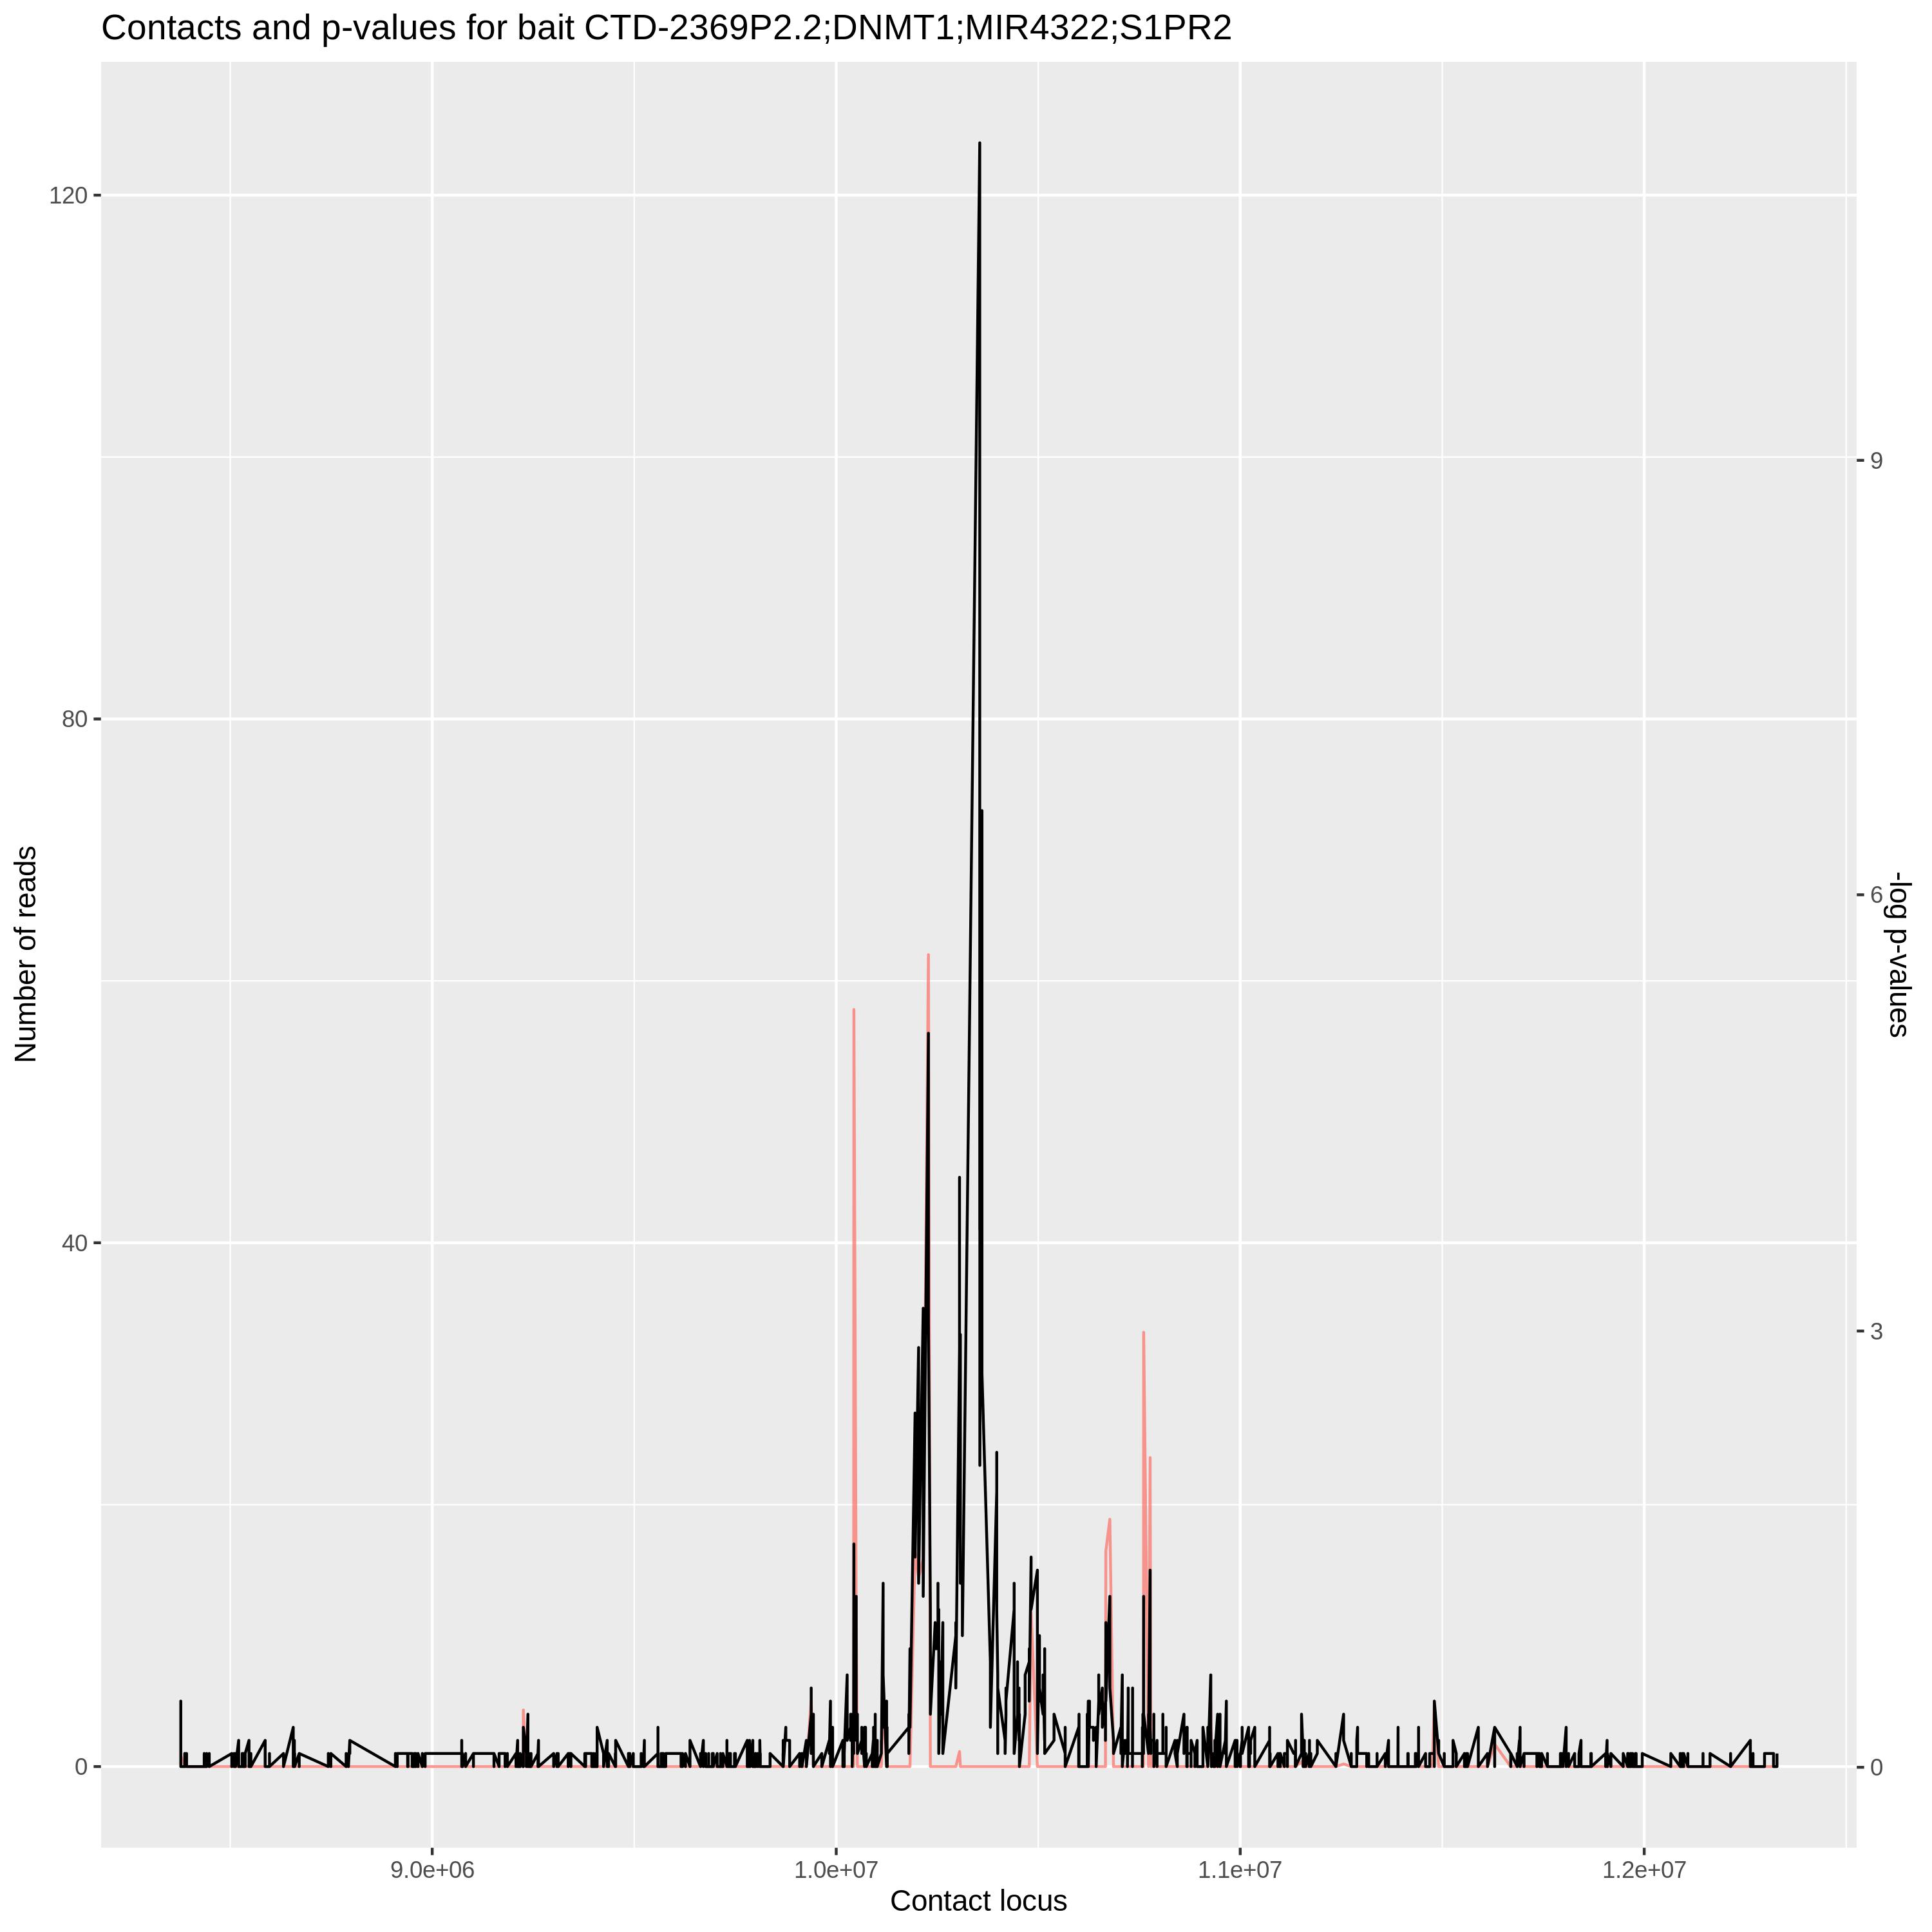 Contacts and p-values for bait CTD-2369P2.2;DNMT1;MIR4322;S1PR2
120
80
40
0
Number of reads
9
6
3
0
-log p-values
9.0e+06
1.0e+07
1.1e+07
1.2e+07
Contact locus